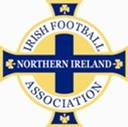 IRISH FOOTBALL
NORTHERN IRELAND
ASSOCIATION